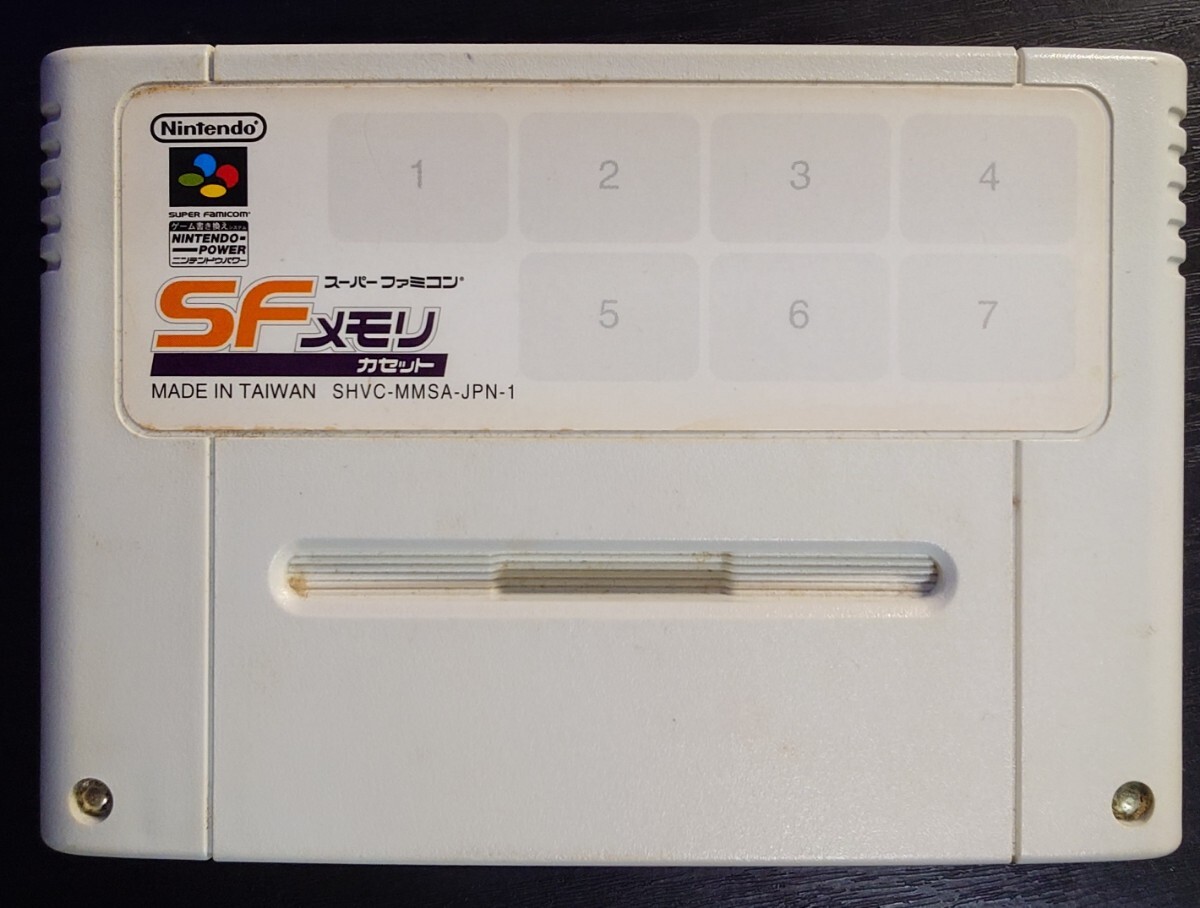 Nintendo®
SUPER FAMICOM®
ゲーム書き換えシステム
NINTENDO-
POWER
ニンテンドウパワー
スーパーファミコン®
SFメモリ
カセット
MADE IN TAIWAN SHVC-MMSA-JPN-1
1 2 3 4
5 6 7